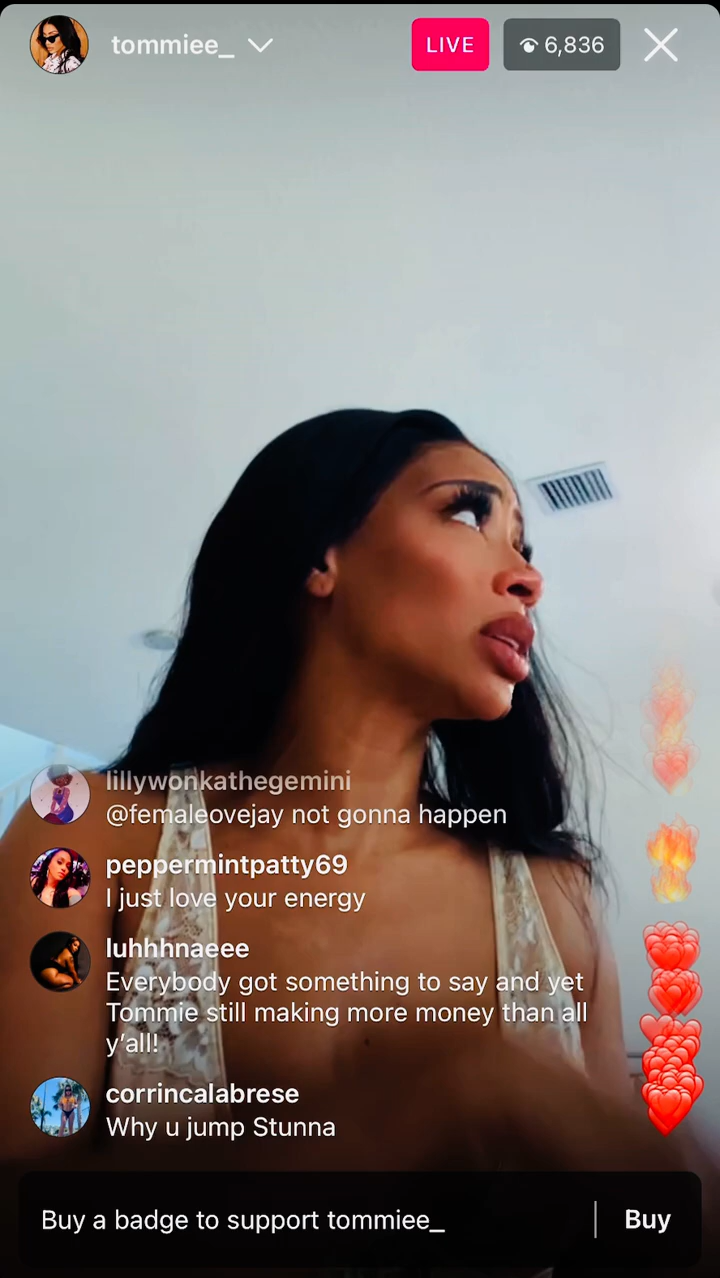 tommiee_
LIVE
6,836
lillywonkathegemini
@femaleovejay not gonna happen
peppermintpatty69
I just love your energy
luhhhnaeee
Everybody got something to say and yet
Tommie still making more money than all
y’all!
corrincalabrese
Why u jump Stunna
Buy a badge to support tommiee_
Buy